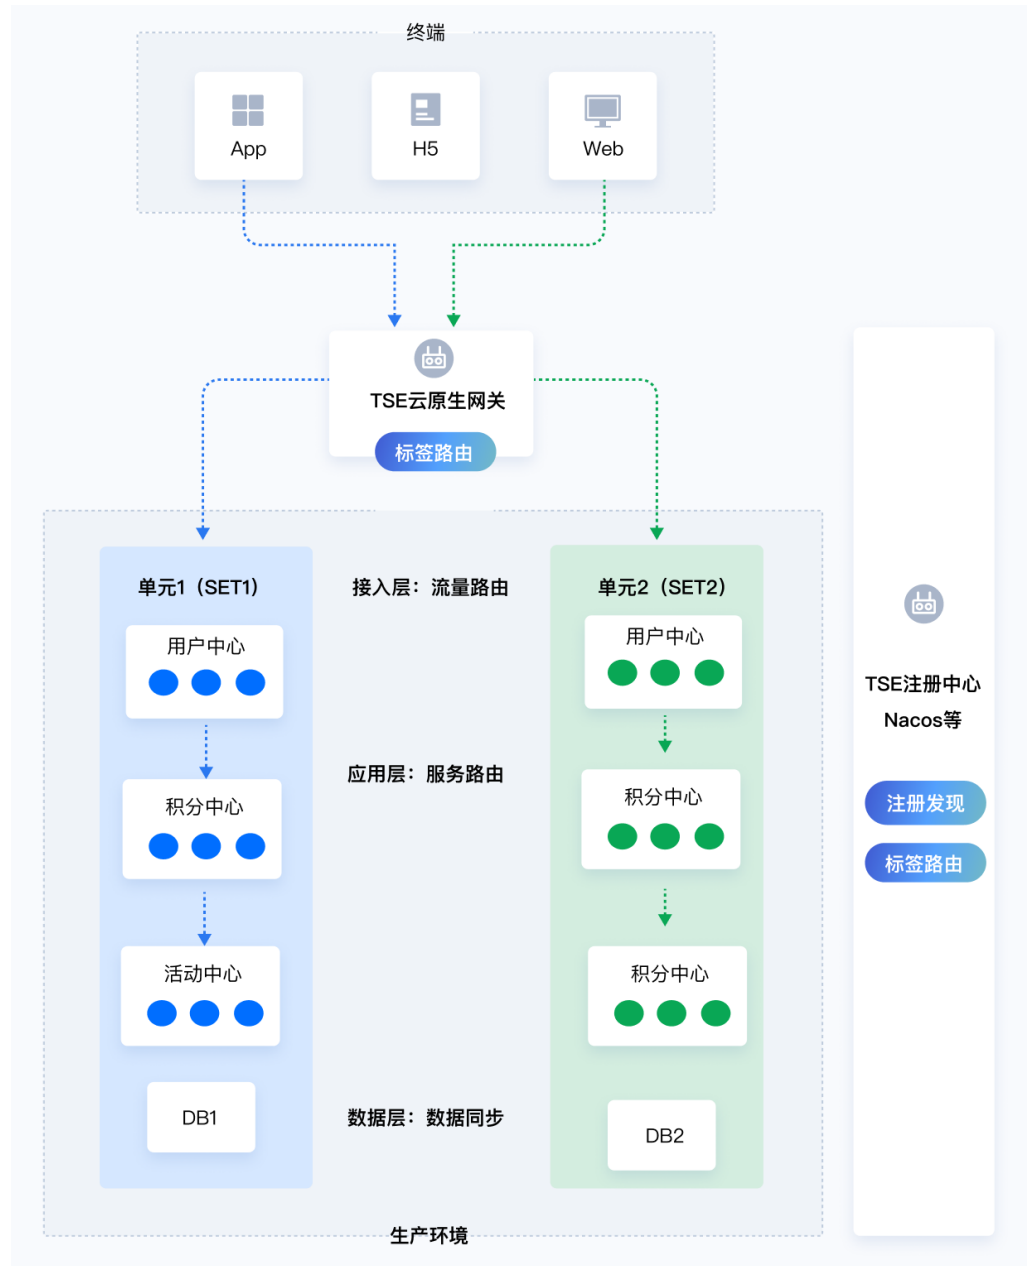 终端
App
H5
Web
TSE云原生网关
标签路由
单元1（SET1）
接入层：流量路由
单元2（SET2）
用户中心
用户中心
应用层：服务路由
积分中心
积分中心
活动中心
积分中心
DB1
数据层：数据同步
DB2
生产环境
TSE注册中心
Nacos等
注册发现
标签路由